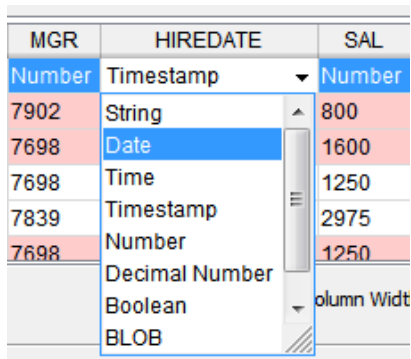 MGR HIREDATE SAL
Number Timestamp Number
7902 String 800
7698 Date 1600
7698 Time 1250
7839 Timestamp 2975
7698 Number 1250
Decimal Number
Boolean olumn Widt
BLOB